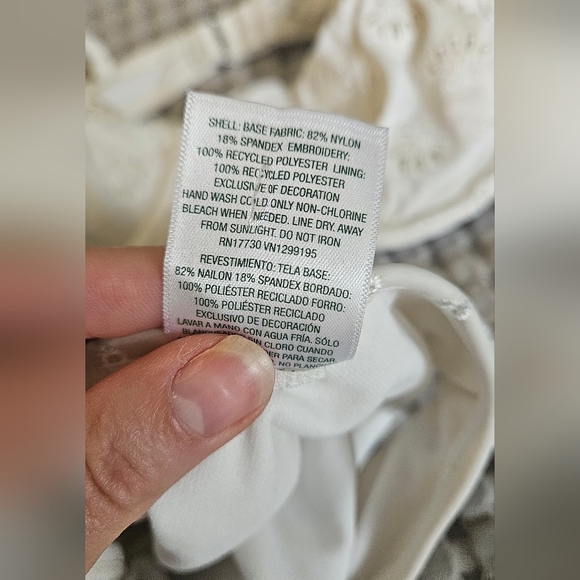 SHELL: BASE FABRIC: 82% NYLON
18% SPANDEX EMBROIDERY:
100% RECYCLED POLYESTER LINING:
100% RECYCLED POLYESTER
EXCLUSIVE OF DECORATION
HAND WASH COLD ONLY NON-CHLORINE
BLEACH WHEN NEEDED. LINE DRY. AWAY
FROM SUNLIGHT. DO NOT IRON
RN17730 VN1299195
REVESTIMIENTO: TELA BASE:
82% NAILON 18% SPANDEX BORDADO:
100% POLIÉSTER RECICLADO FORRO:
100% POLIÉSTER RECICLADO
EXCLUSIVO DE DECORACIÓN
LAVAR A MANO CON AGUA FRÍA. SÓLO
SIN CLORO CUANDO
PARA SECAR
NO